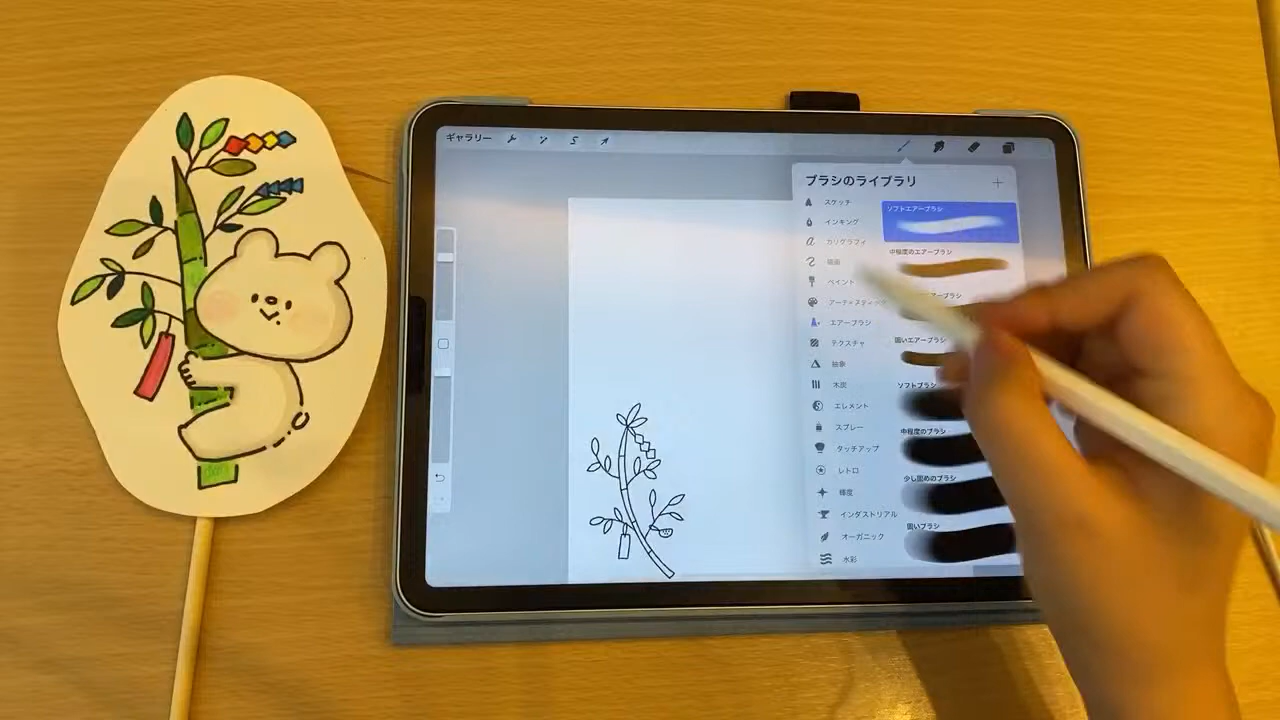 ギャラリー
ブラシのライブラリ
スケッチ
インキング
カリグラフィ
描画
ペイント
アーティスティック
エアーブラシ
テクスチャ
抽象
木炭
エレメント
スプレー
タッチアップ
レトロ
輝度
インダストリアル
オーガニック
水彩
ソフトエアーブラシ
中程度のエアーブラシ
アーブラシ
固いエアーブラシ
ソフトブラシ
中程度のブラシ
少し固めのブラシ
固いブラシ